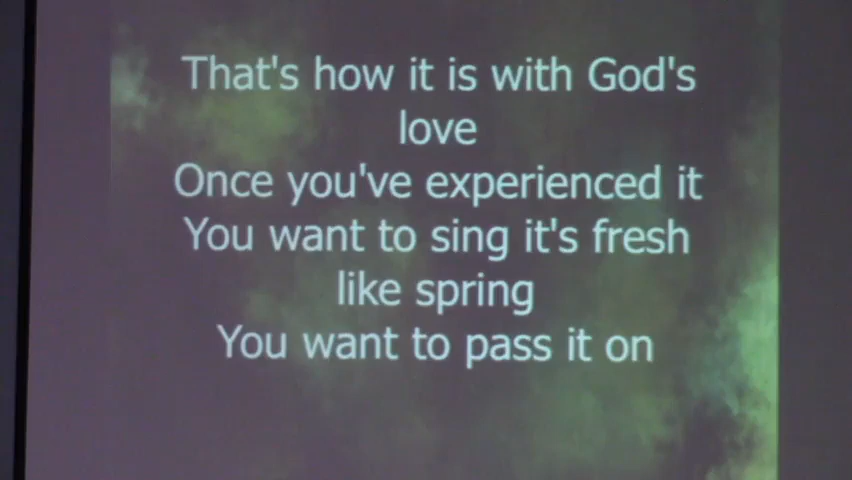 That's how it is with God's
love
Once you've experienced it
You want to sing it's fresh
like spring
You want to pass it on